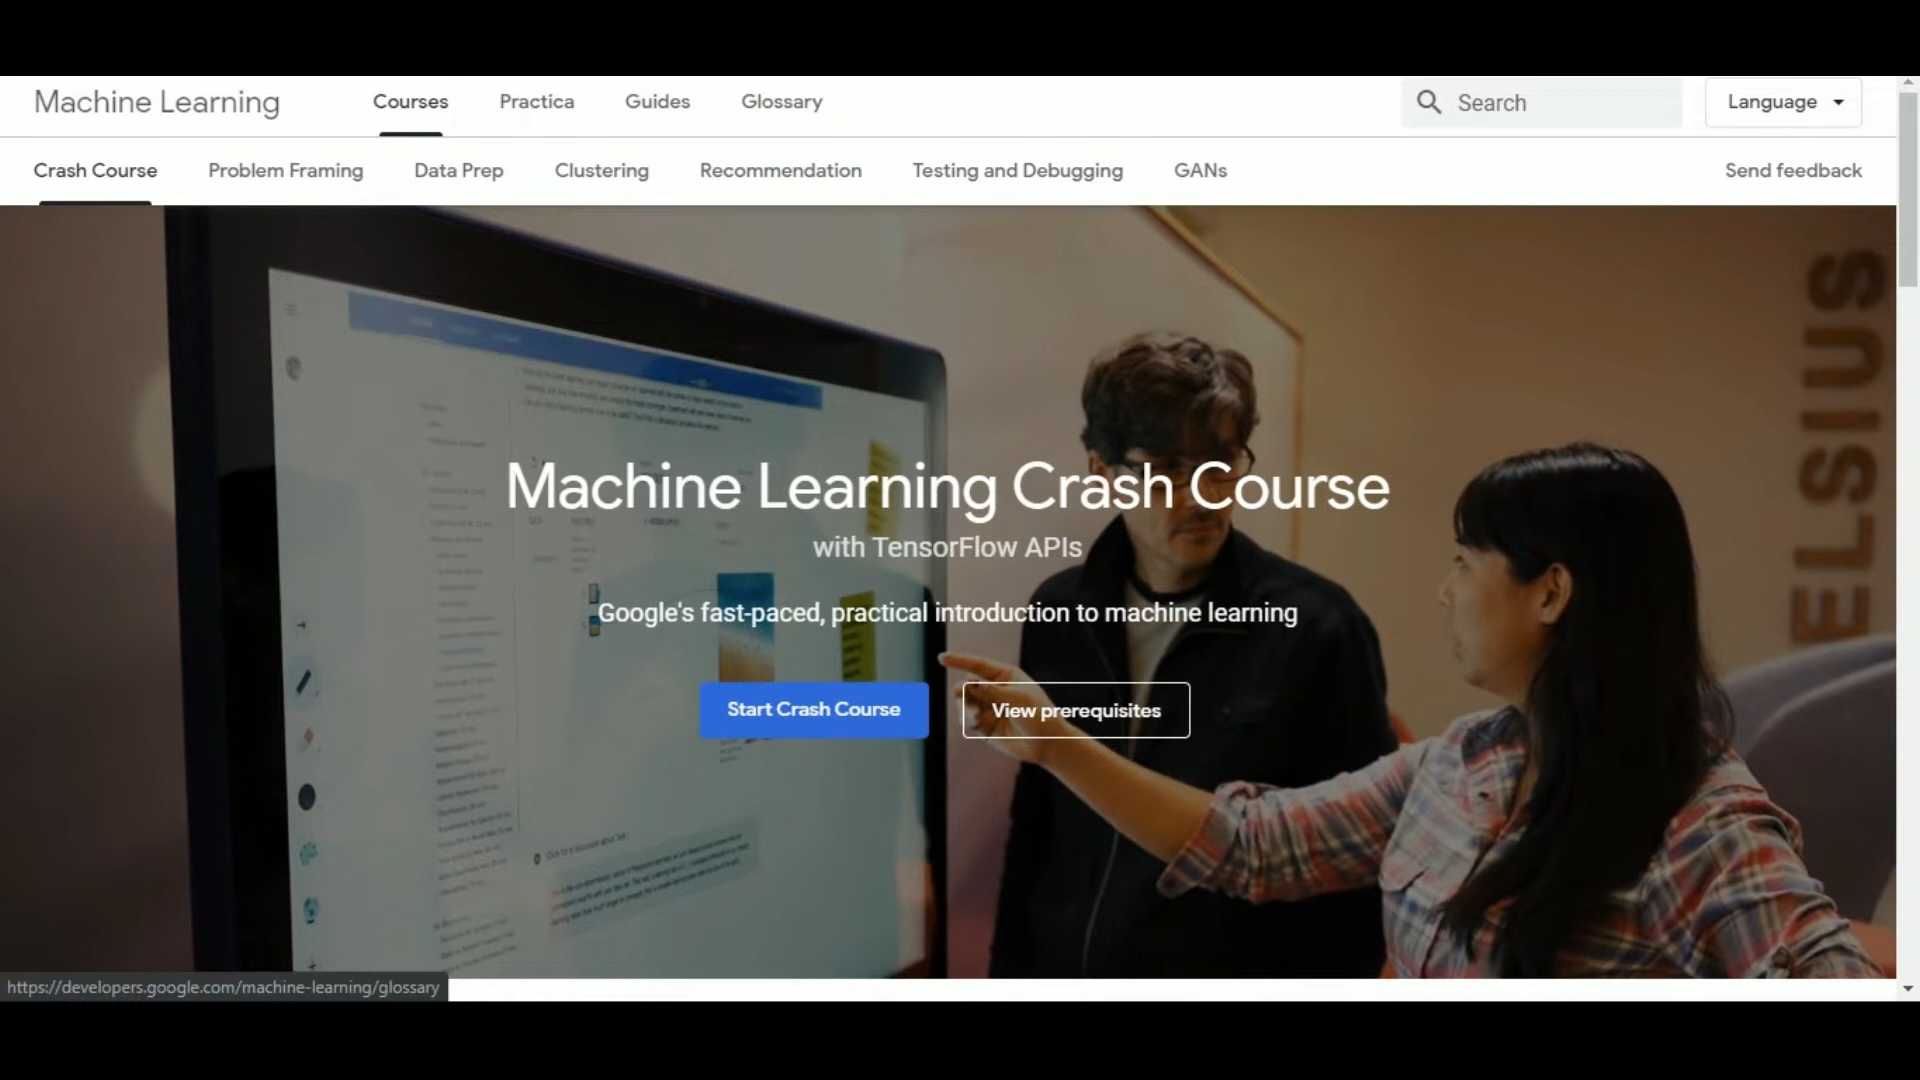 Machine Learning
Courses
Practica
Guides
Glossary
Search
Language
Crash Course
Problem Framing
Data Prep
Clustering
Recommendation
Testing and Debugging
GANs
Send feedback
ELSIUS
Machine Learning Crash Course
with TensorFlow APIs
Google's fast-paced, practical introduction to machine learning
Start Crash Course
View prerequisites
https://developers.google.com/machine-learning/glossary